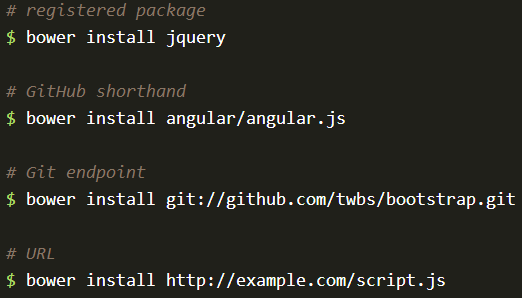 # registered package
$ bower install jquery
# GitHub shorthand
$ bower install angular/angular.js
# Git endpoint
$ bower install git://github.com/twbs/bootstrap.git
# URL
$ bower install http://example.com/script.js